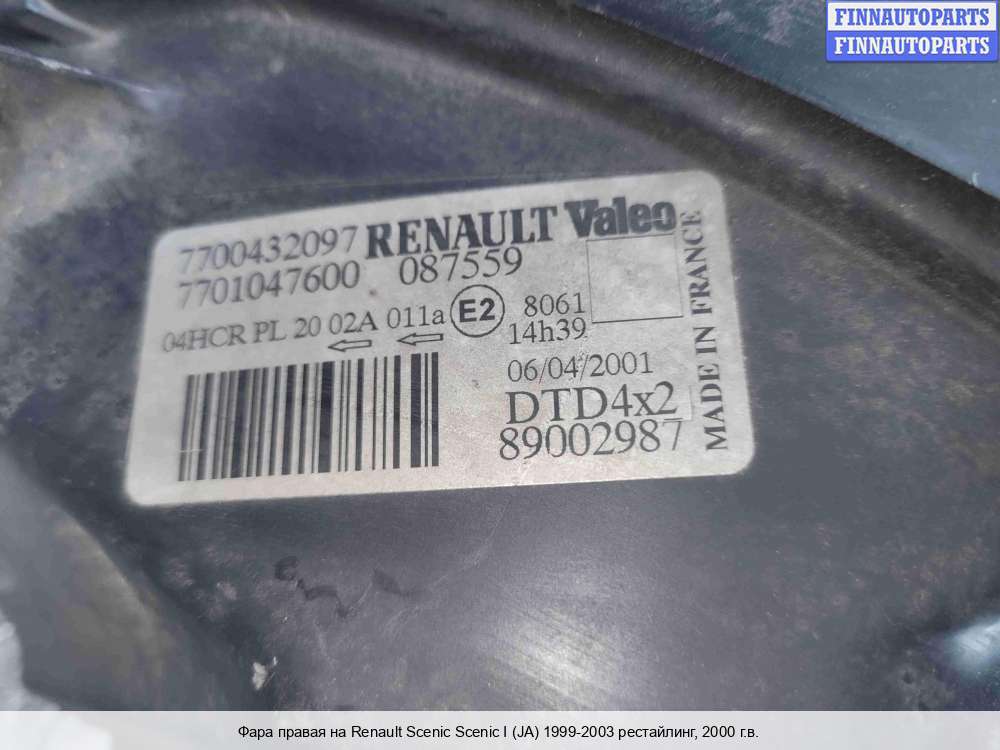 FINNAUTOPARTS
FINNAUTOPARTS
7700432097 RENAULT Valeo
7701047600 087559
04HCR PL 20 02A 011a E2 8061
14h39
06/04/2001
DTD4x2
89002987
MADE IN FRANCE
Фара правая на Renault Scenic Scenic I (JA) 1999-2003 рестайлинг, 2000 г.в.